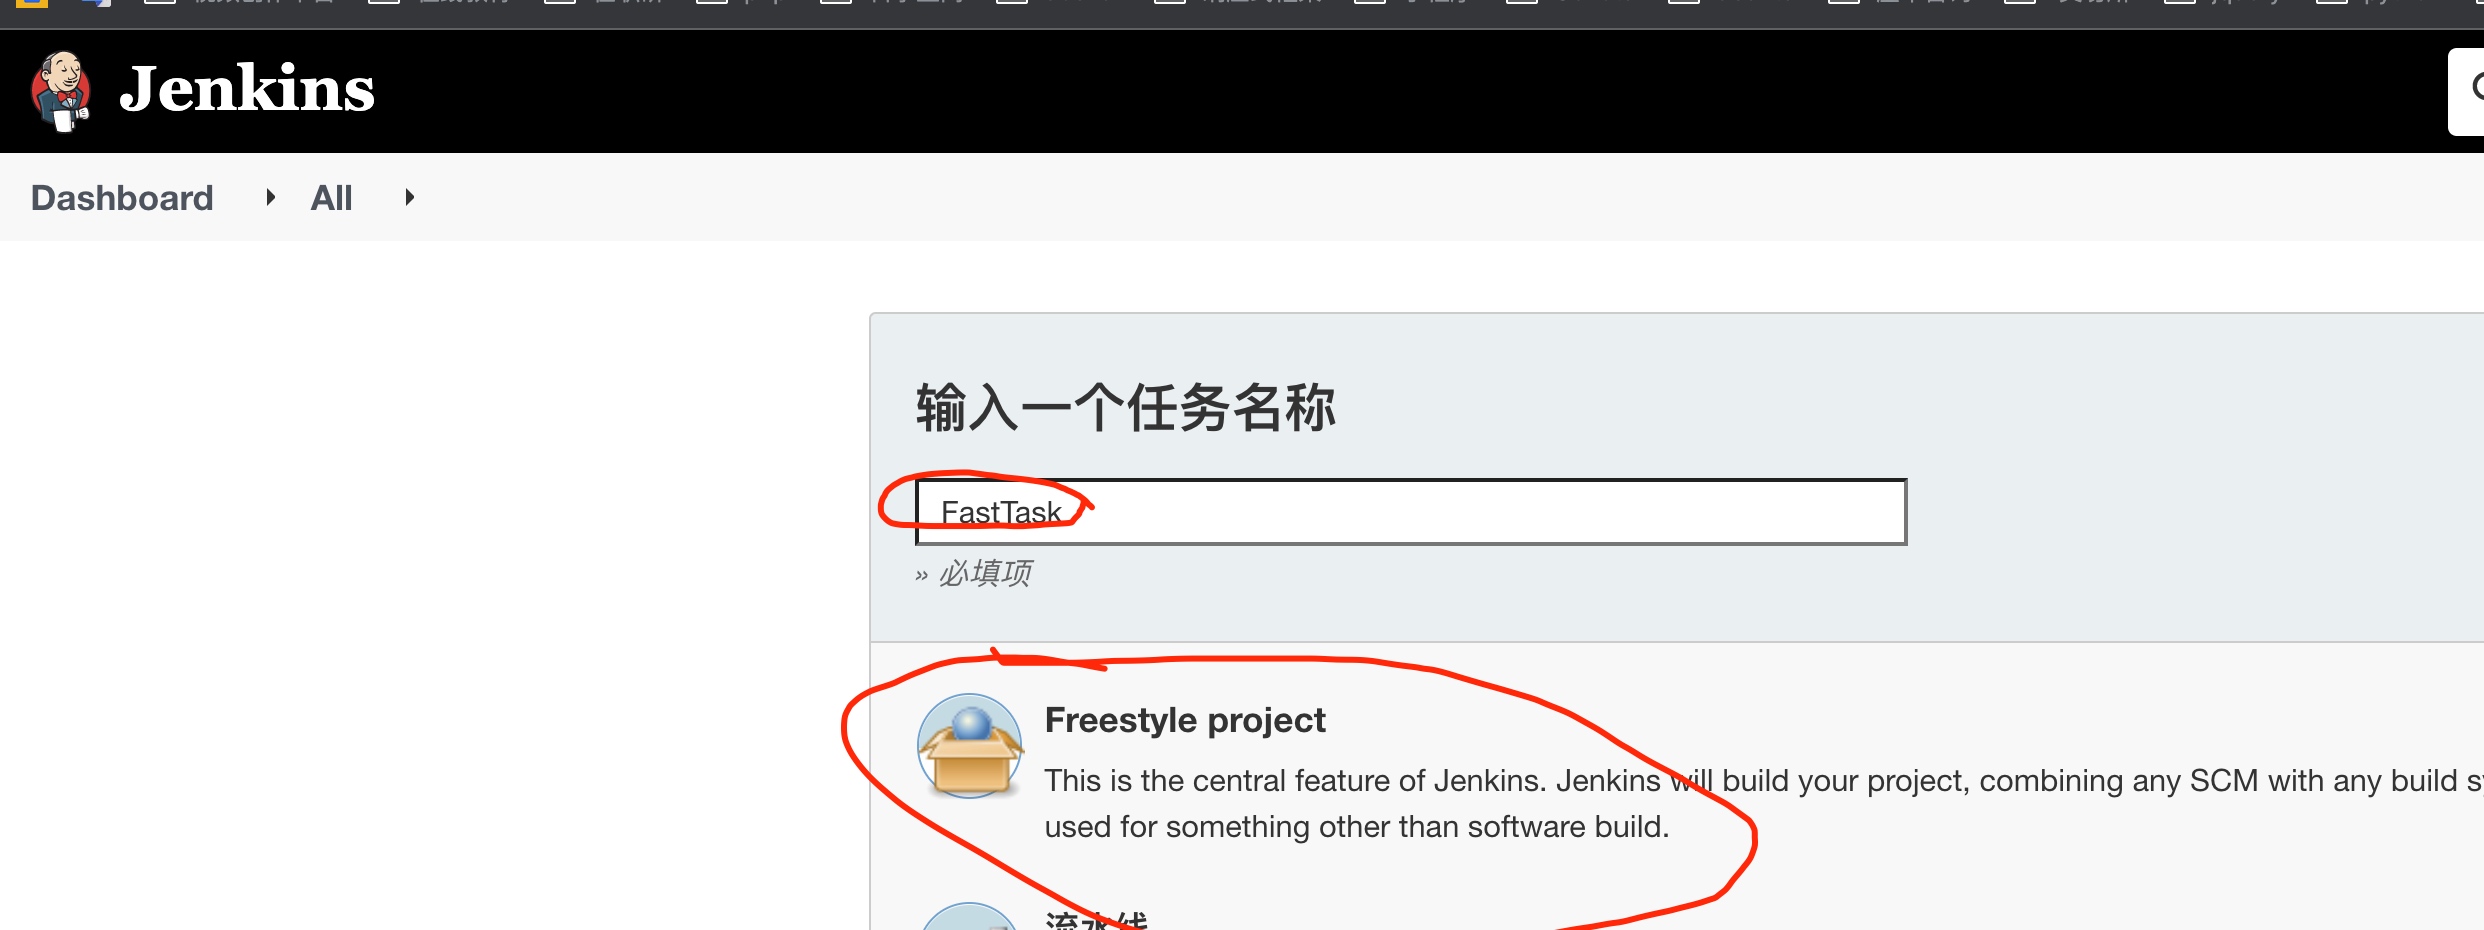 Jenkins
Dashboard All
输入一个任务名称
FastTask
» 必填项
Freestyle project
This is the central feature of Jenkins. Jenkins will build your project, combining any SCM with any build
used for something other than software build.
流水线